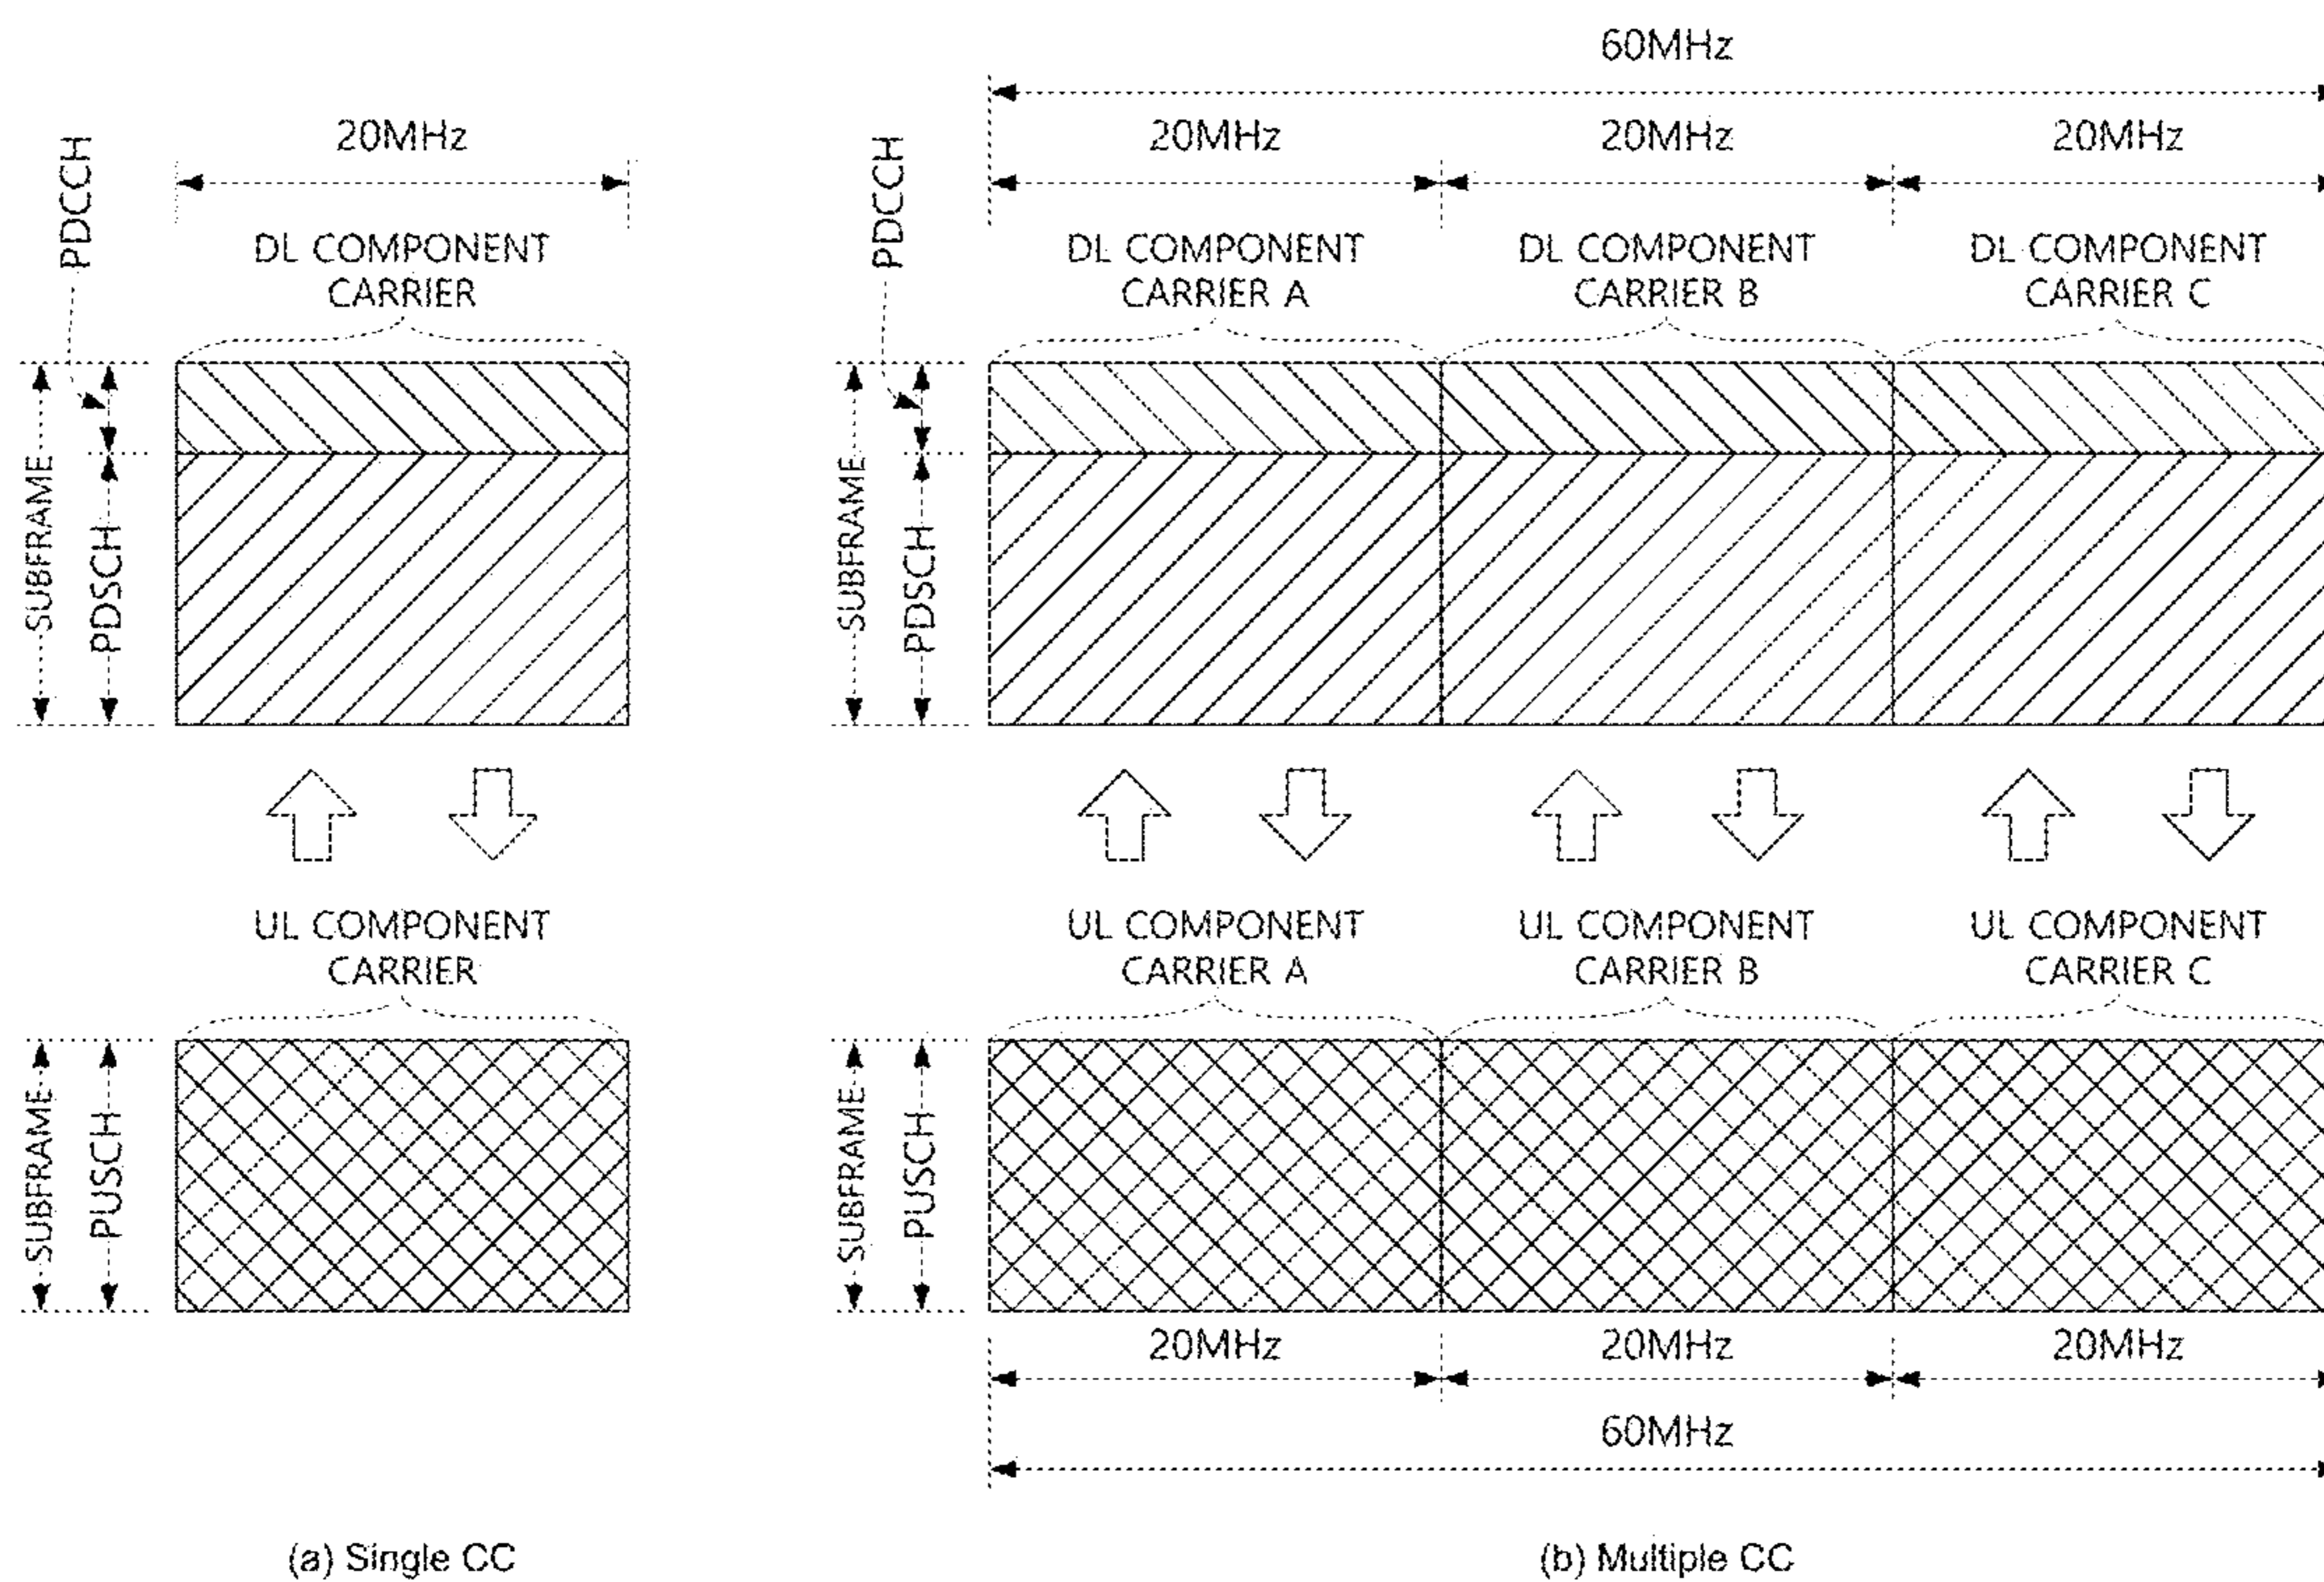 20MHz
PDCCH
DL COMPONENT
CARRIER
SUBFRAME
PDSCH
UL COMPONENT
CARRIER
SUBFRAME
PUSCH
(a) Single CC
60MHz
20MHz
20MHz
20MHz
PDCCH
DL COMPONENT
CARRIER A
DL COMPONENT
CARRIER B
DL COMPONENT
CARRIER C
SUBFRAME
PDSCH
UL COMPONENT
CARRIER A
UL COMPONENT
CARRIER B
UL COMPONENT
CARRIER C
SUBFRAME
PUSCH
20MHz
20MHz
20MHz
60MHz
(b) Multiple CC